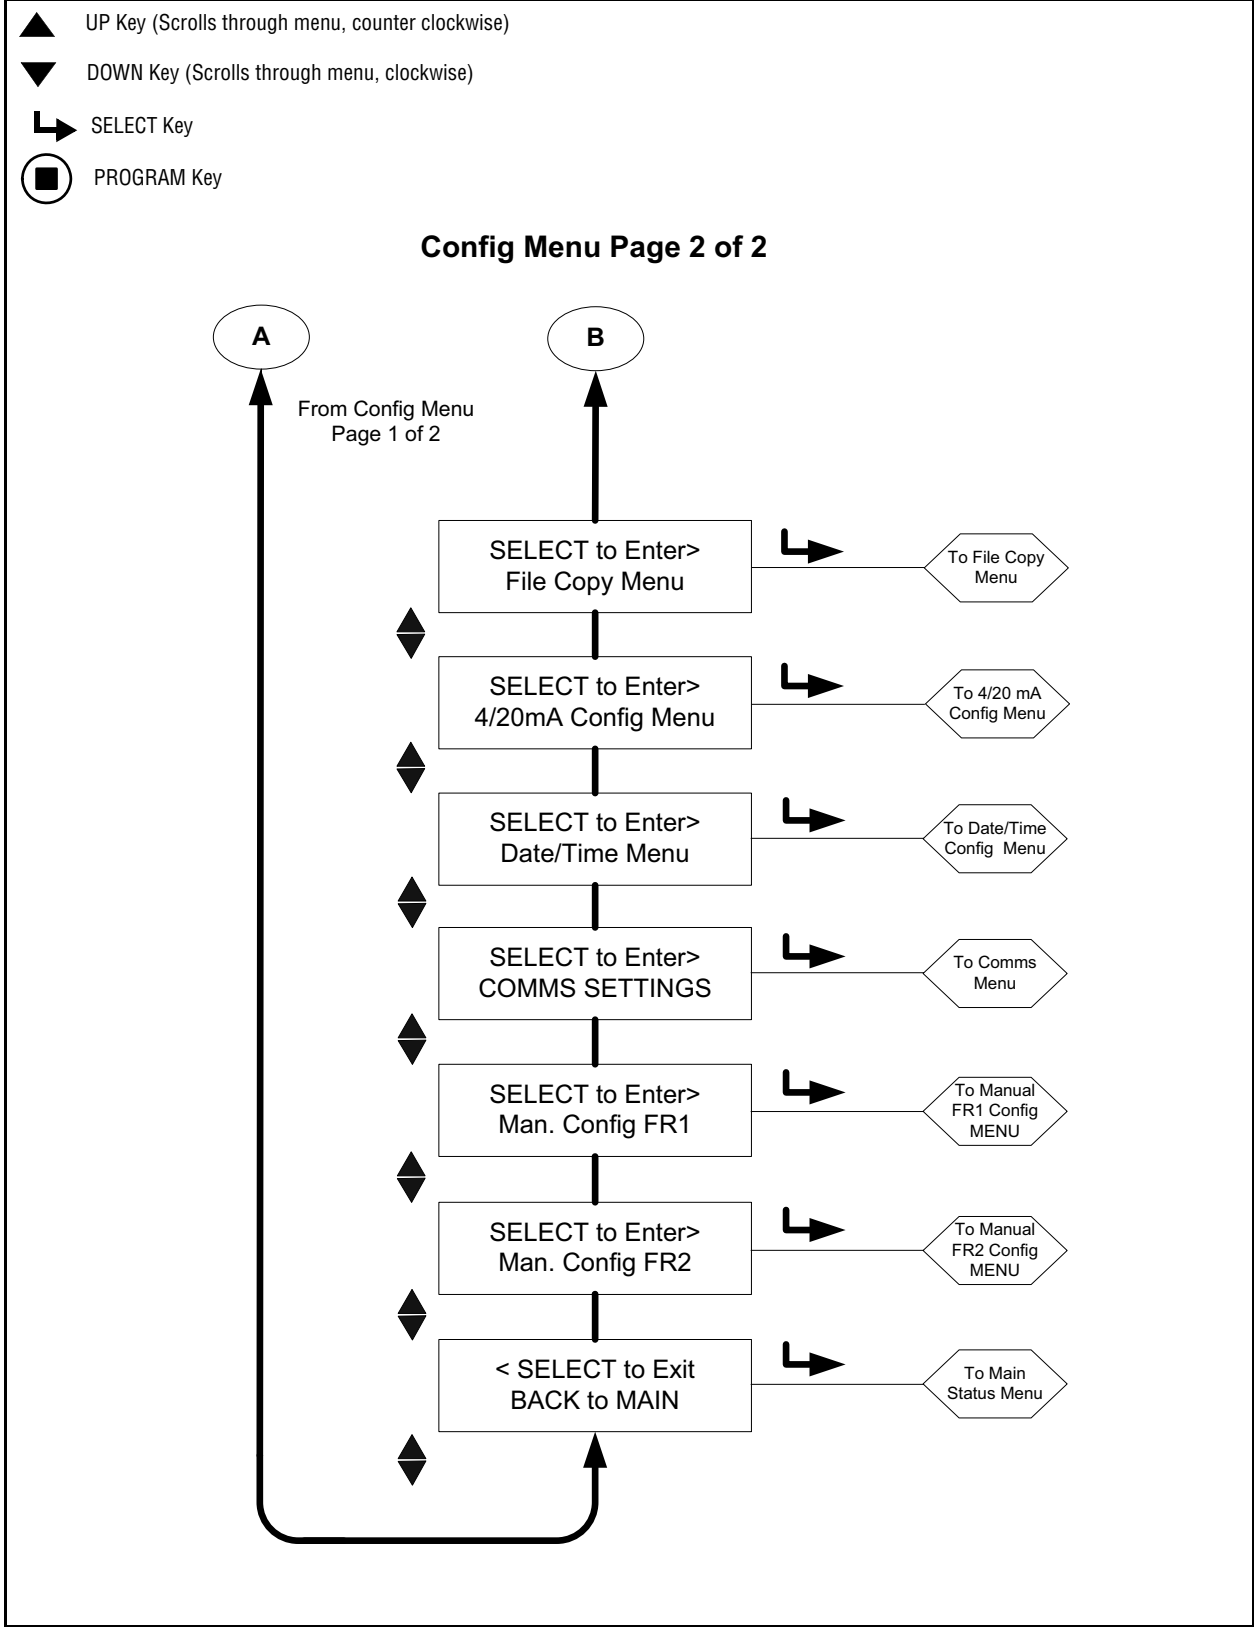 UP Key (Scrolls through menu, counter clockwise)
DOWN Key (Scrolls through menu, clockwise)
SELECT Key
PROGRAM Key
Config Menu Page 2 of 2
A
B
From Config Menu
Page 1 of 2
SELECT to Enter>
File Copy Menu
To File Copy
Menu
SELECT to Enter>
4/20mA Config Menu
To 4/20 mA
Config Menu
SELECT to Enter>
Date/Time Menu
To Date/Time
Config Menu
SELECT to Enter>
COMMS SETTINGS
To Comms
Menu
SELECT to Enter>
Man. Config FR1
To Manual
FR1 Config
MENU
SELECT to Enter>
Man. Config FR2
To Manual
FR2 Config
MENU
< SELECT to Exit
BACK to MAIN
To Main
Status Menu